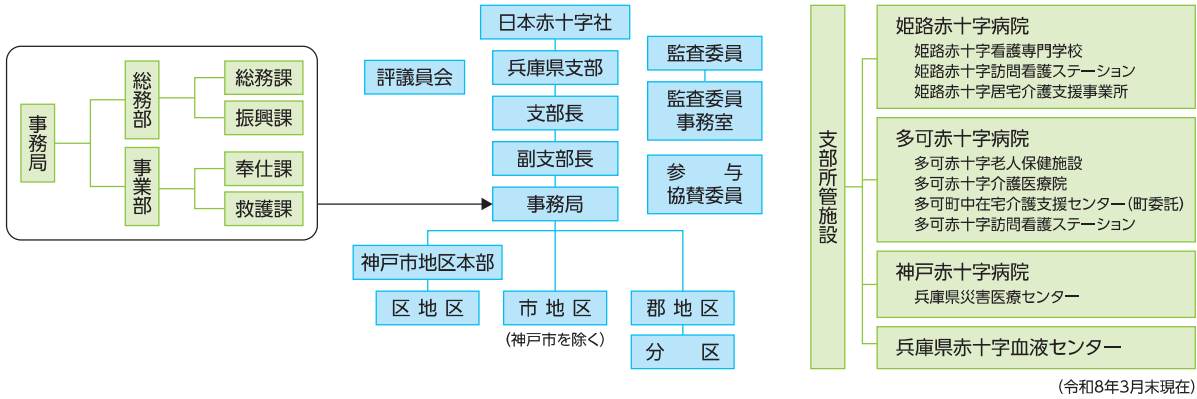 事務局
総務部
総務課
振興課
事業部
奉仕課
救護課
評議員会
日本赤十字社
兵庫県支部
支部長
副支部長
事務局
監査委員
監査委員
事務室
参　与
協賛委員
神戸市地区本部
区地区
市地区
(神戸市を除く)
郡地区
分　区
支部所管施設
姫路赤十字病院
姫路赤十字看護専門学校
姫路赤十字訪問看護ステーション
姫路赤十字居宅介護支援事業所
多可赤十字病院
多可赤十字老人保健施設
多可赤十字介護医療院
多可町中在宅介護支援センター(町委託)
多可赤十字訪問看護ステーション
神戸赤十字病院
兵庫県災害医療センター
兵庫県赤十字血液センター
(令和8年3月末現在)